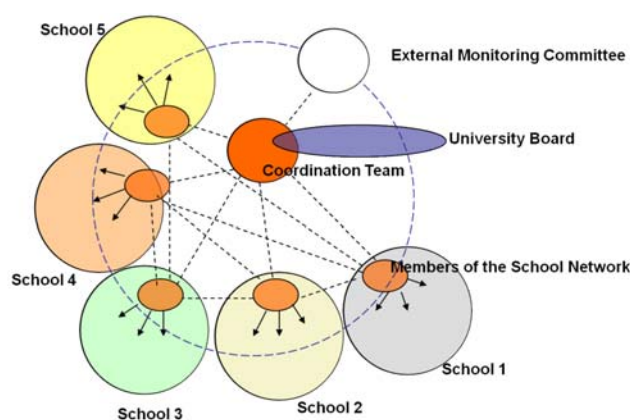 School 5
External Monitoring Committee
University Board
Coordination Team
Members of the School Network
School 4
School 1
School 3
School 2